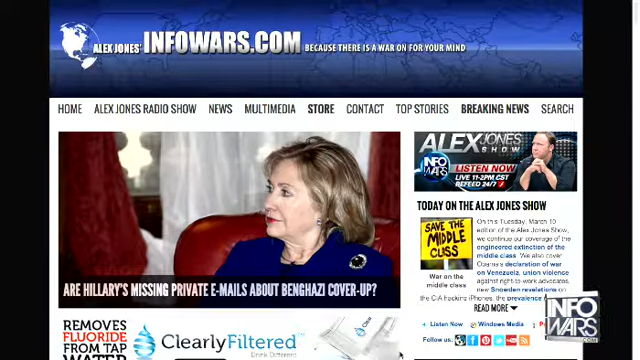 ALEX JONES' INFOWARS.COM BECAUSE THERE IS A WAR ON FOR YOUR MIND
HOME ALEX JONES RADIO SHOW NEWS MULTIMEDIA STORE CONTACT TOP STORIES BREAKING NEWS SEARCH
ARE HILLARY'S MISSING PRIVATE E-MAILS ABOUT BENGHAZI COVER-UP?
REMOVES
FLUORIDE
FROM TAP
WATER
ClearlyFiltered
Drink Different
ALEX JONES
SHOW
INFO
WARS
LISTEN NOW
LIVE 11-2PM CST
REFEED 24/7
TODAY ON THE ALEX JONES SHOW
SAVE THE
MIDDLE
CLASS
War on the
middle class
On this Tuesday, March 10
edition of the Alex Jones Show,
we continue our coverage of the
engineered extinction of the
middle class. We also cover
Obama's declaration of war
on Venezuela, union violence
against right-to-work advocates,
new Snowden revelations on
the CIA hacking iPhones, the prevalence
READ MORE
Listen Now Windows Media
Follow us:
INFO
WARS
.COM